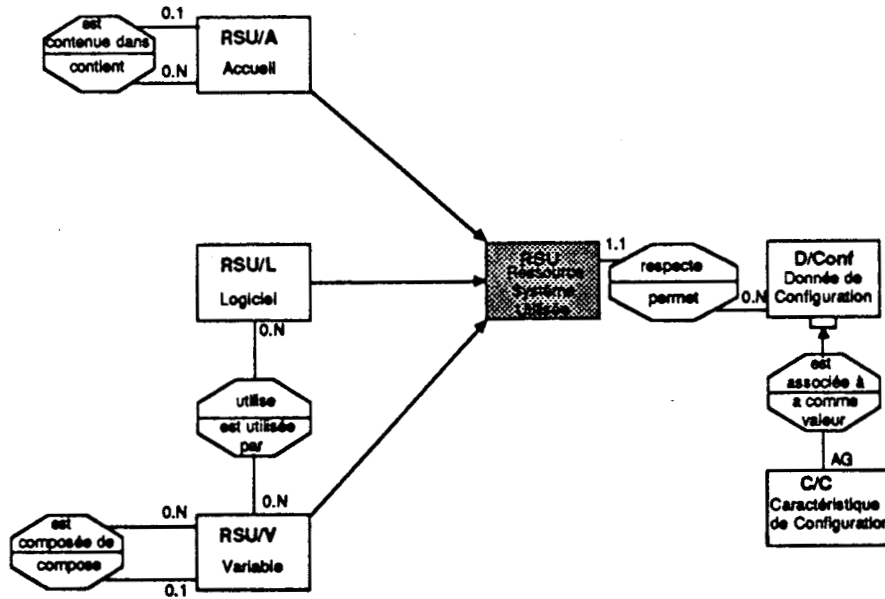 0.1
est
contenue dans
contient
0.N
RSU/A
Accueil
RSU/L
Logiciel
0.N
RSU
Ressource
Système
Utilisée
1.1
respecte
permet
0.N
D/Conf
Donnée de
Configuration
est
associée à
a comme
valeur
AG
C/C
Caractéristique
de Configuration
utilise
est utilisée
par
0.N
RSU/V
Variable
0.N
est
composée de
compose
0.1